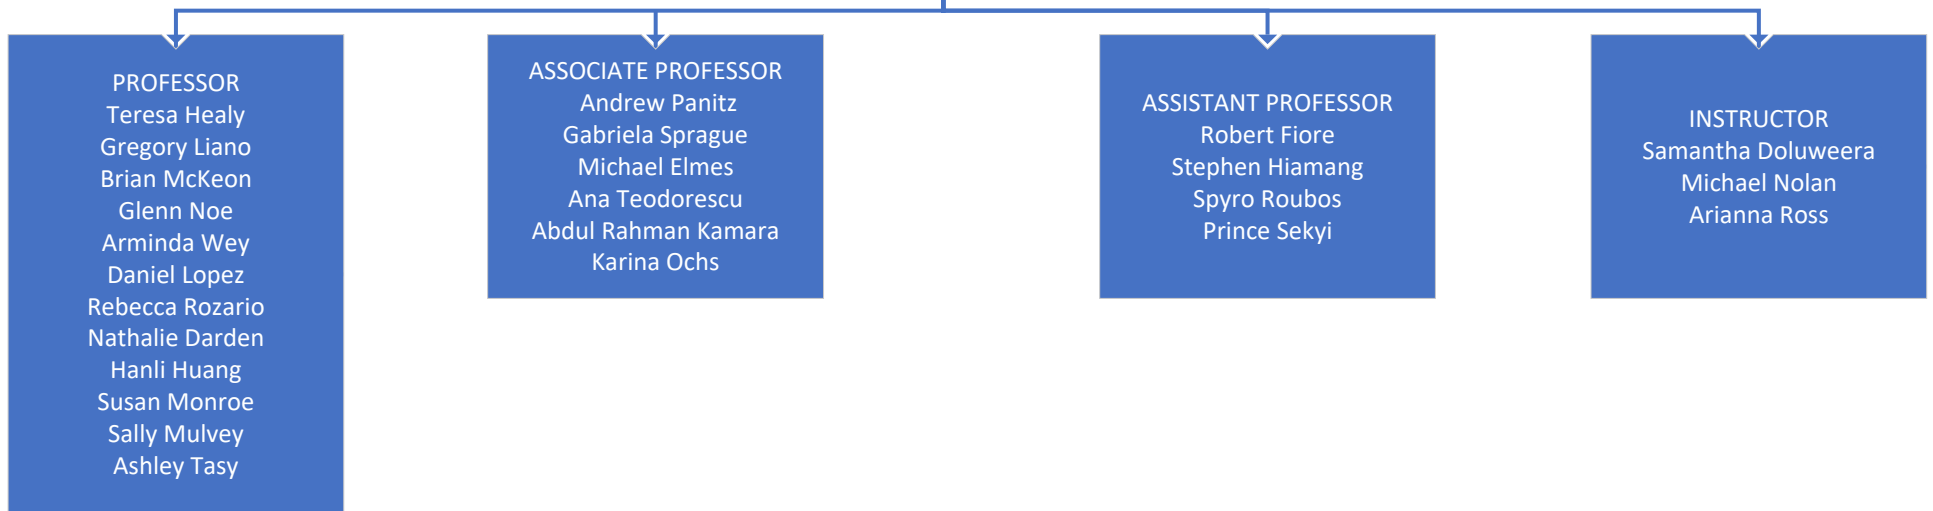 PROFESSOR
Teresa Healy
Gregory Liano
Brian McKeon
Glenn Noe
Arminda Wey
Daniel Lopez
Rebecca Rozario
Nathalie Darden
Hanli Huang
Susan Monroe
Sally Mulvey
Ashley Tasy
ASSOCIATE PROFESSOR
Andrew Panitz
Gabriela Sprague
Michael Elmes
Ana Teodorescu
Abdul Rahman Kamara
Karina Ochs
ASSISTANT PROFESSOR
Robert Fiore
Stephen Hiamang
Spyro Roubos
Prince Sekyi
INSTRUCTOR
Samantha Doluweera
Michael Nolan
Arianna Ross